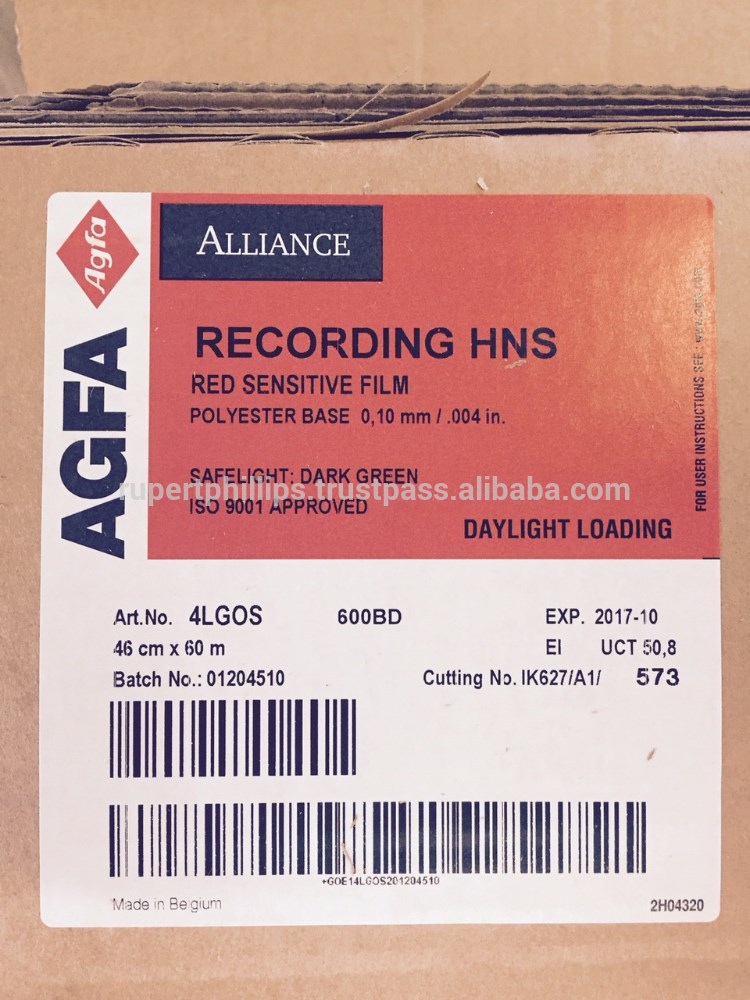 Agfa
AGFA
ALLIANCE
RECORDING HNS
RED SENSITIVE FILM
POLYESTER BASE 0,10 mm / .004 in.
SAFELIGHT: DARK GREEN
rupertphillips.trustpass.alibaba.com
ISO 9001 APPROVED
DAYLIGHT LOADING
FOR USER INSTRUCTIONS SEE : www.agfa.com
Art.No. 4LGOS 600BD EXP. 2017-10
46 cm x 60 m EI UCT 50,8
Batch No.: 01204510 Cutting No. IK627/A1/ 573
+G0E14LGOS201204510
Made in Belgium 2H04320